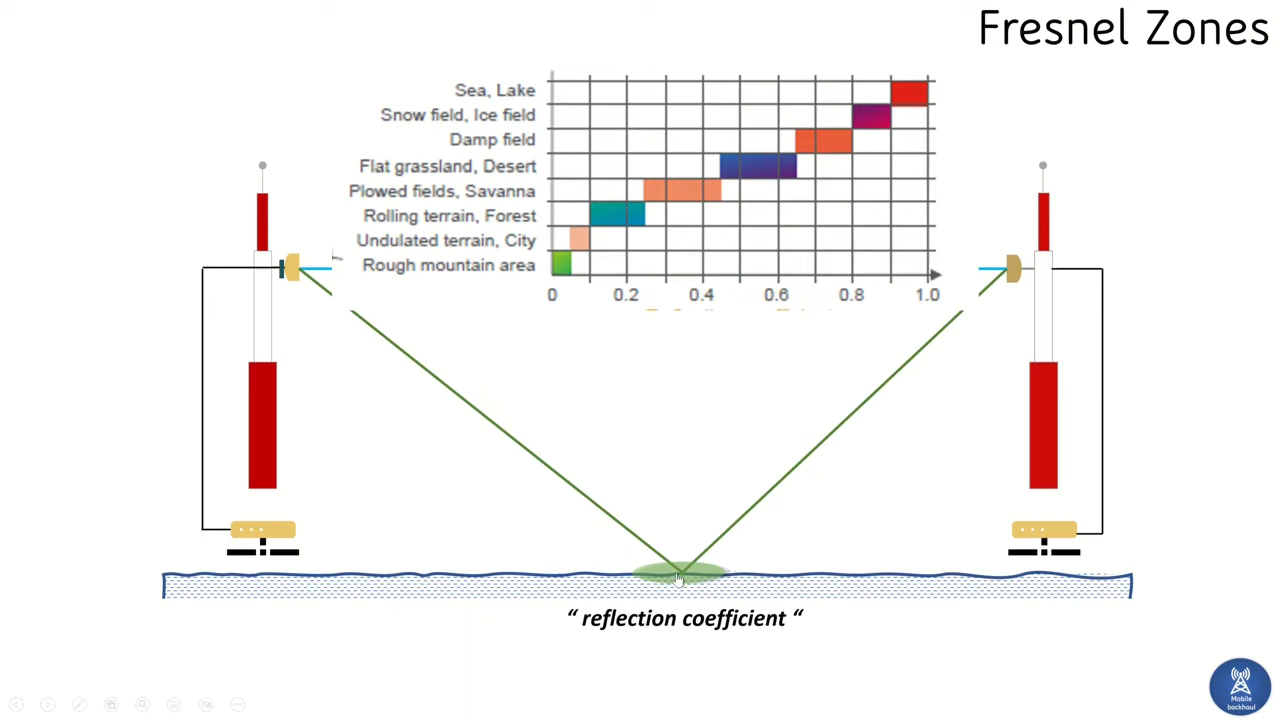 Fresnel Zones
Sea, Lake
Snow field, Ice field
Damp field
Flat grassland, Desert
Plowed fields, Savanna
Rolling terrain, Forest
Undulated terrain, City
Rough mountain area
0 0.2 0.4 0.6 0.8 1.0
“ reflection coefficient “
Mobile
backhaul